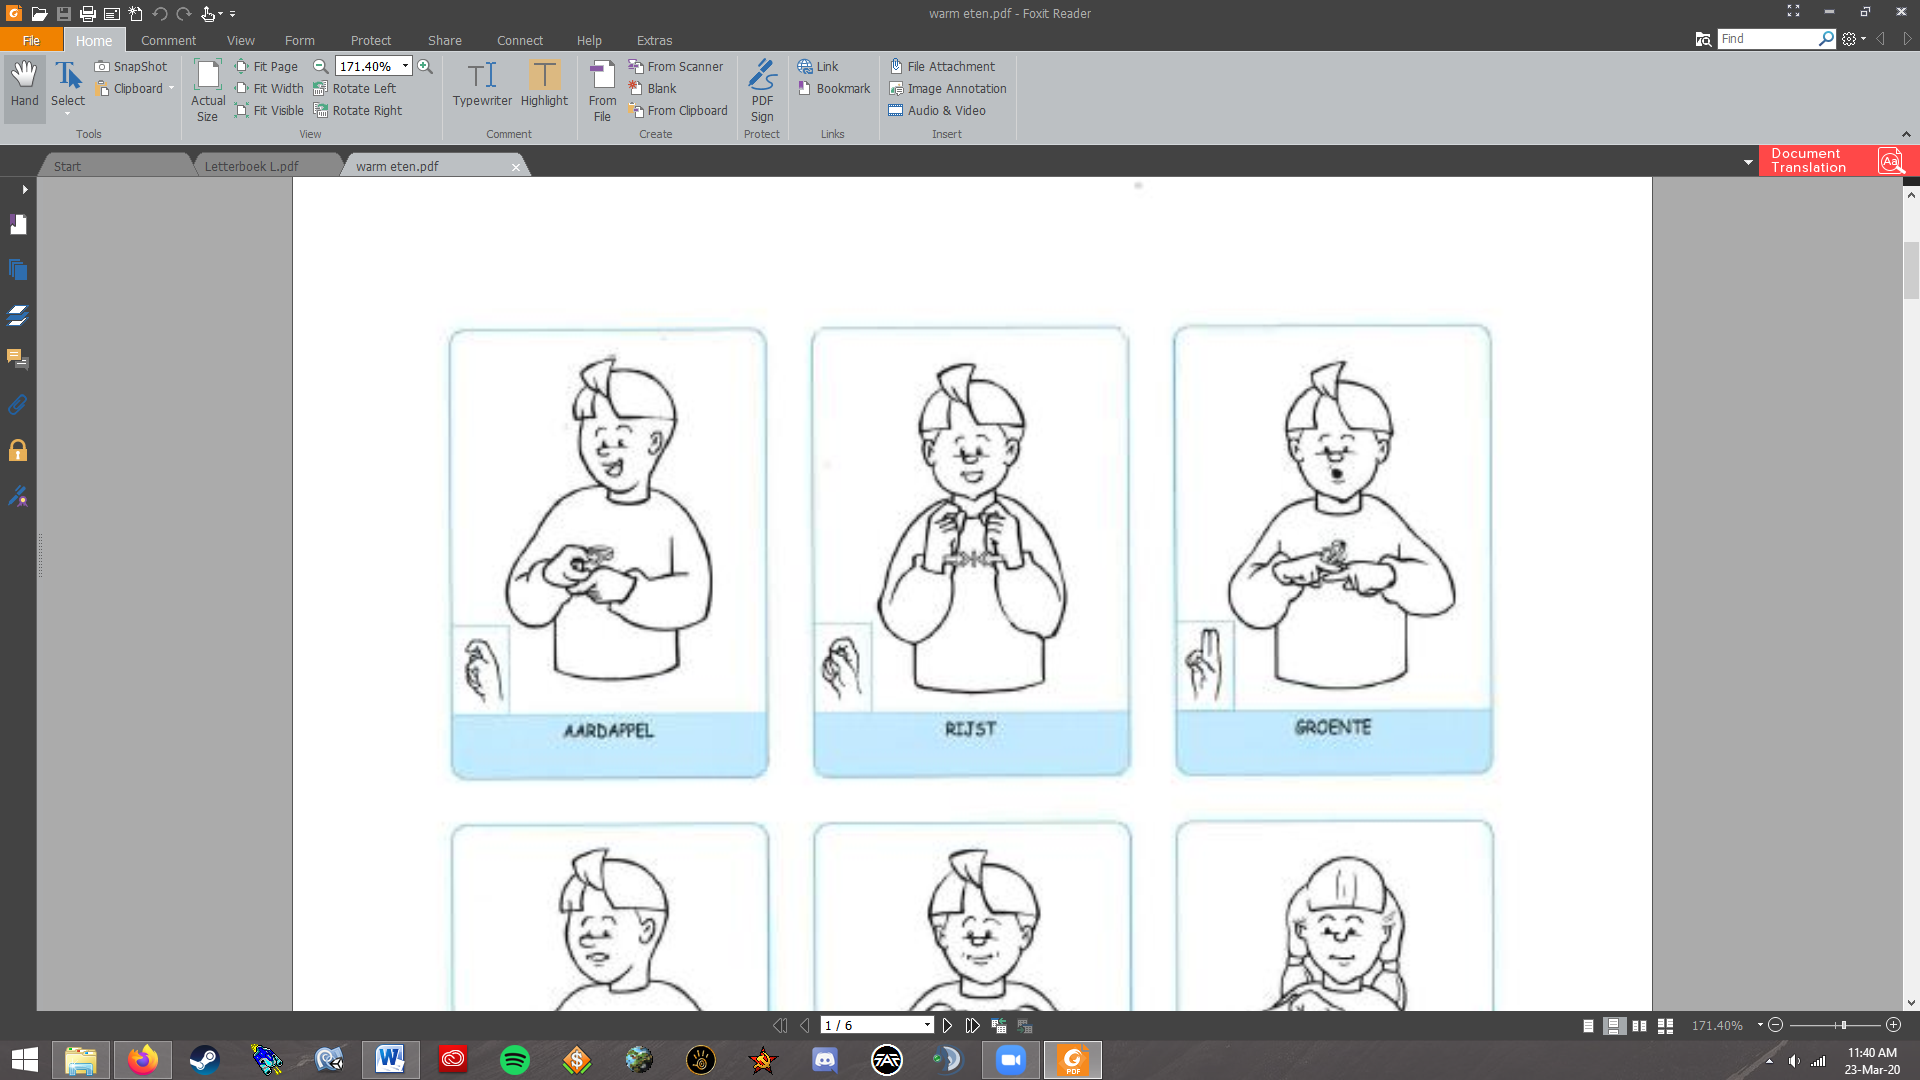 warm eten.pdf - Foxit Reader
File Home Comment View Form Protect Share Connect Help Extras
Find
Hand
Select
SnapShot
Clipboard
Tools
Actual Size
Fit Page
Fit Width
Fit Visible
171.40%
Rotate Left
Rotate Right
View
Typewriter
Highlight
Comment
From File
From Scanner
Blank
From Clipboard
Create
PDF Sign
Protect
Link
Bookmark
Links
File Attachment
Image Annotation
Audio & Video
Insert
Start
Letterboek L.pdf
warm eten.pdf
Document
Translation
AARDAPPEL
RIJST
GROENTE
1 / 6
171.40%
11:40 AM
23-Mar-20